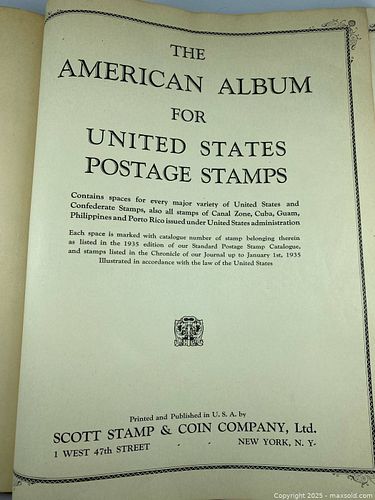 THE
AMERICAN ALBUM
FOR
UNITED STATES
POSTAGE STAMPS
Contains spaces for every major variety of United States and
Confederate Stamps, also all stamps of Canal Zone, Cuba, Guam,
Philippines and Porto Rico issued under United States administration
Each space is marked with catalogue number of stamp belonging therein
as listed in the 1935 edition of our Standard Postage Stamp Catalogue,
and stamps listed in the Chronicle of our Journal up to January 1st, 1935
Illustrated in accordance with the law of the United States
Printed and Published in U. S. A. by
SCOTT STAMP & COIN COMPANY, Ltd.
1 WEST 47th STREET NEW YORK, N. Y.
Copyright 2025 - maxsold.com